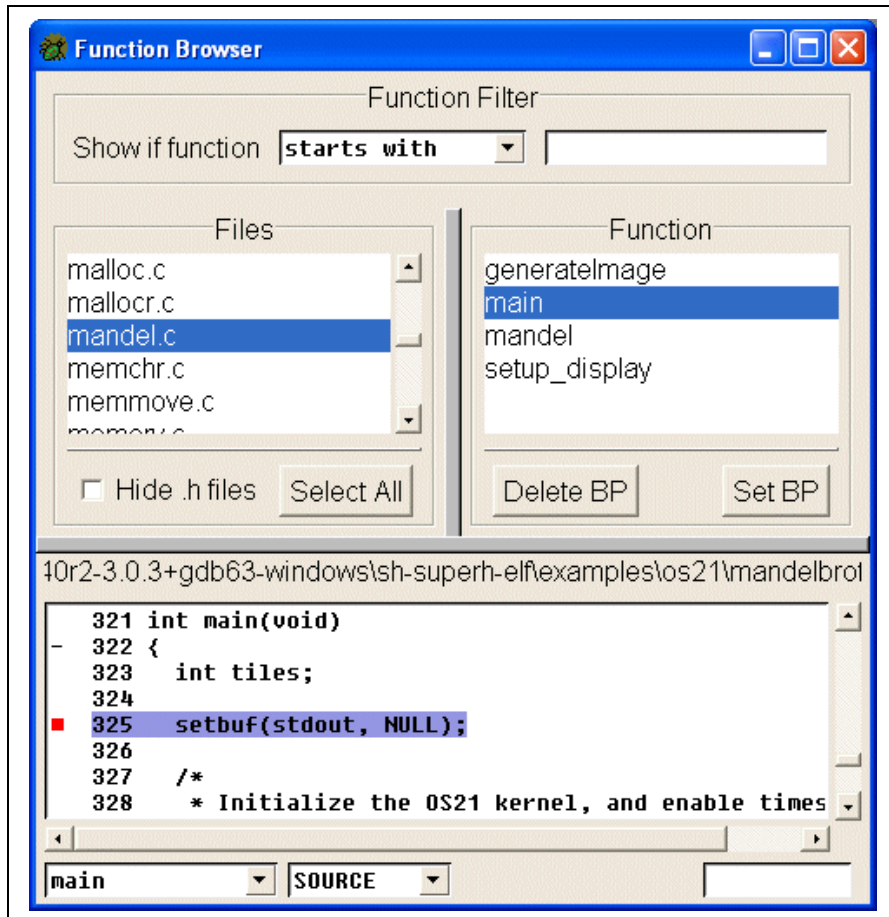 Function Browser
Function Filter
Show if function starts with
Files
malloc.c
mallocr.c
mandel.c
memchr.c
memmove.c
memory.c
Hide .h files Select All
Function
generateImage
main
mandel
setup_display
Delete BP Set BP
40r2-3.0.3+gdb63-windows\sh-superh-elf\examples\os21\mandelbrot
321 int main(void)
- 322 {
323 int tiles;
324
325 setbuf(stdout, NULL);
326
327 /*
328 * Initialize the OS21 kernel, and enable times
main SOURCE